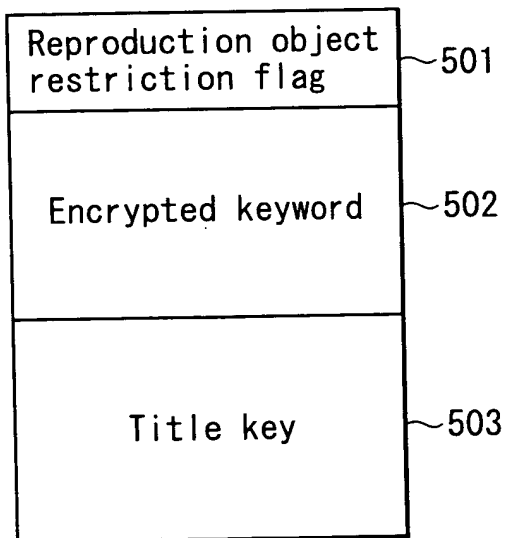 Reproduction object
restriction flag
501
Encrypted keyword
502
Title key
503